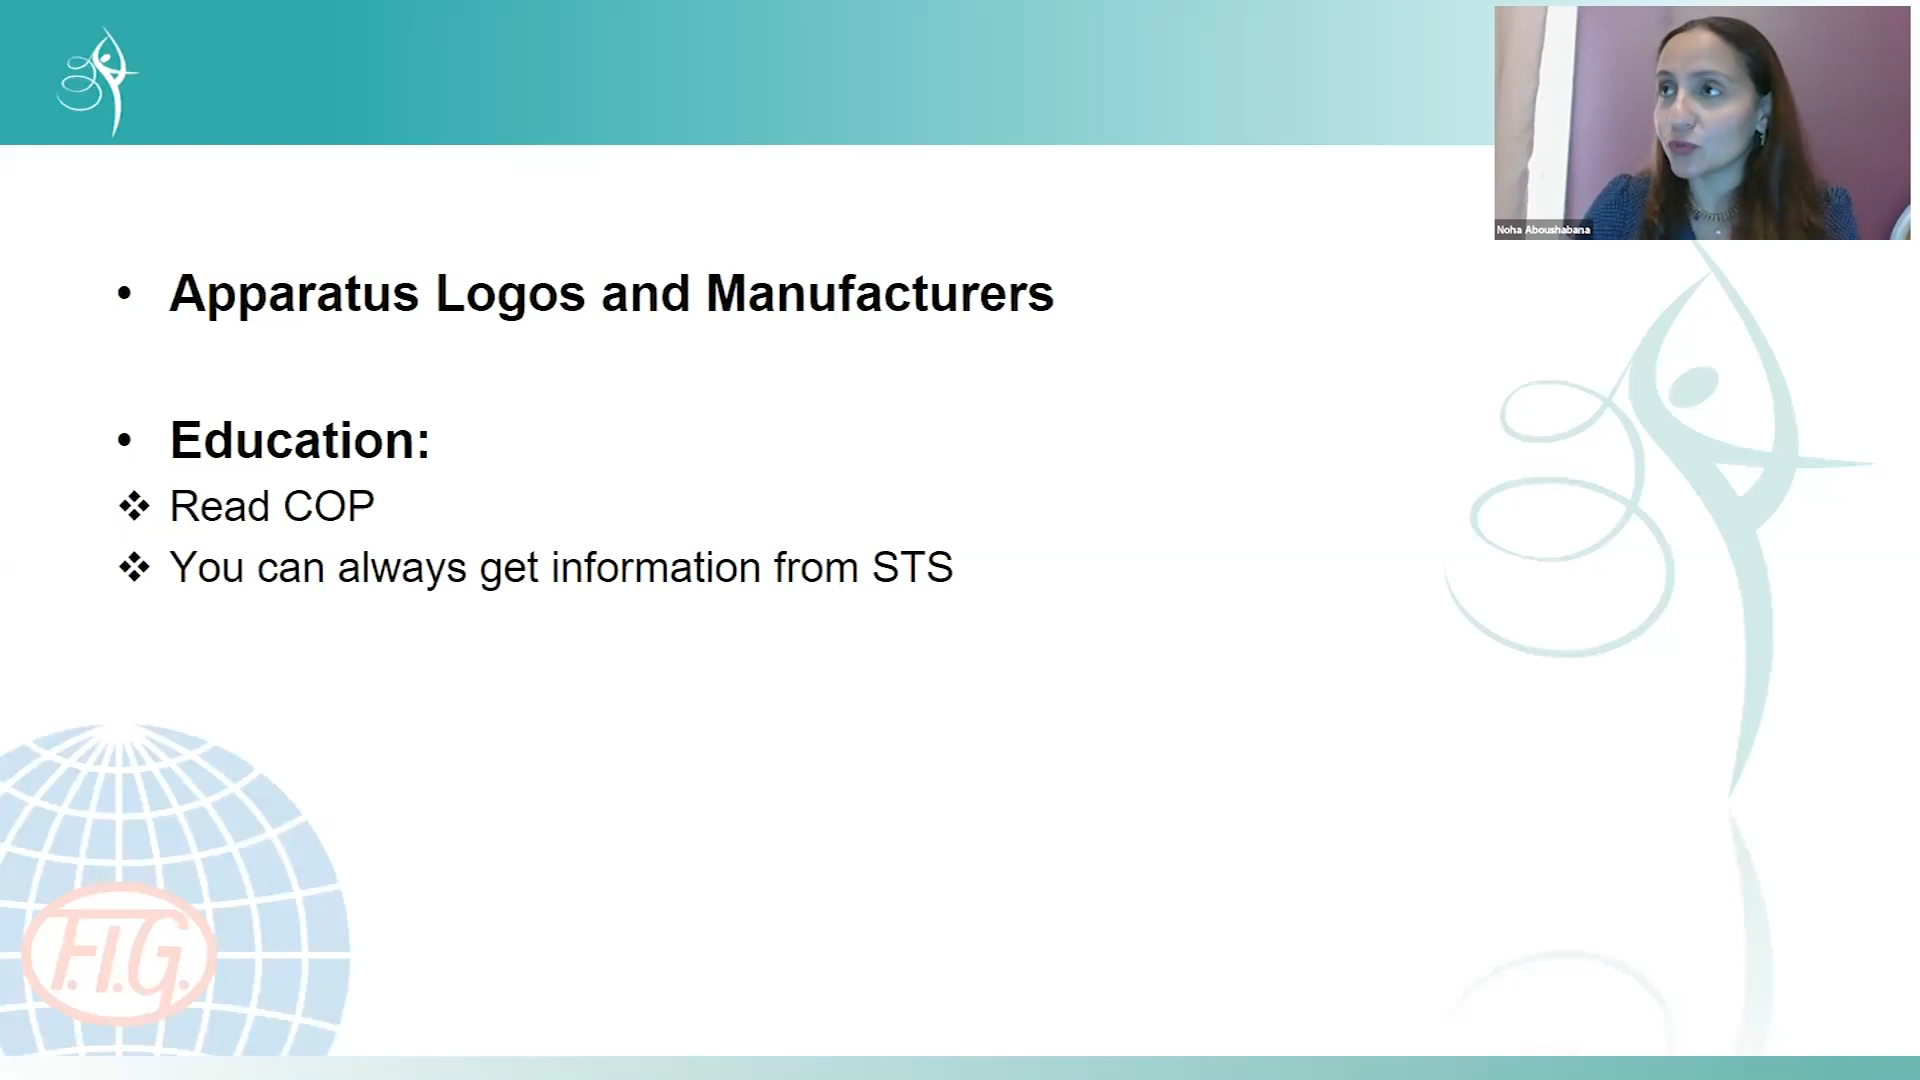 Noha Aboushabana
• Apparatus Logos and Manufacturers
• Education:
❖ Read COP
❖ You can always get information from STS
F.I.G.